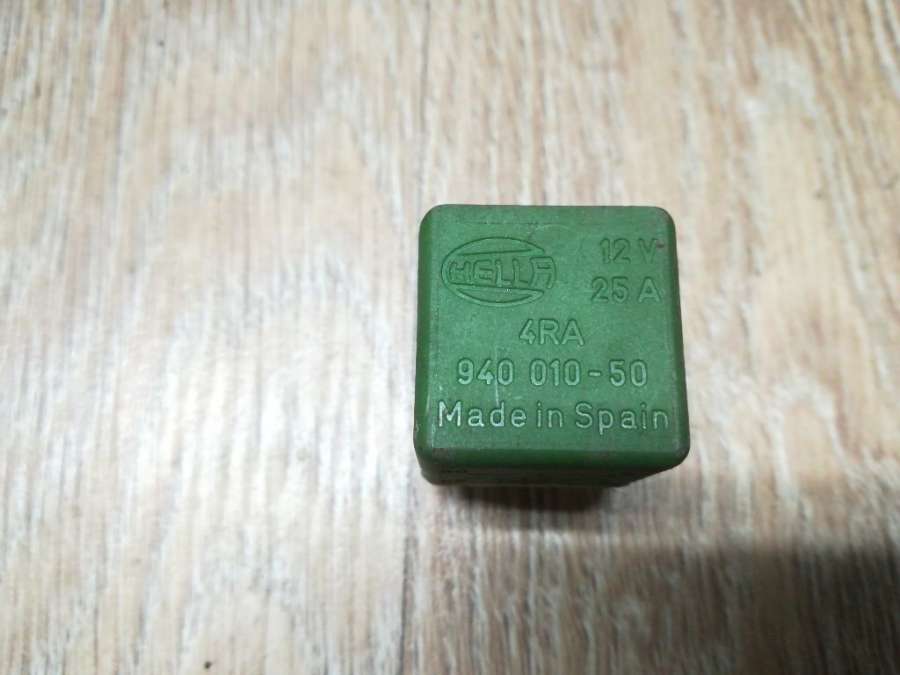 HELLA
12 V
25 A
4RA
940 010-50
Made in Spain